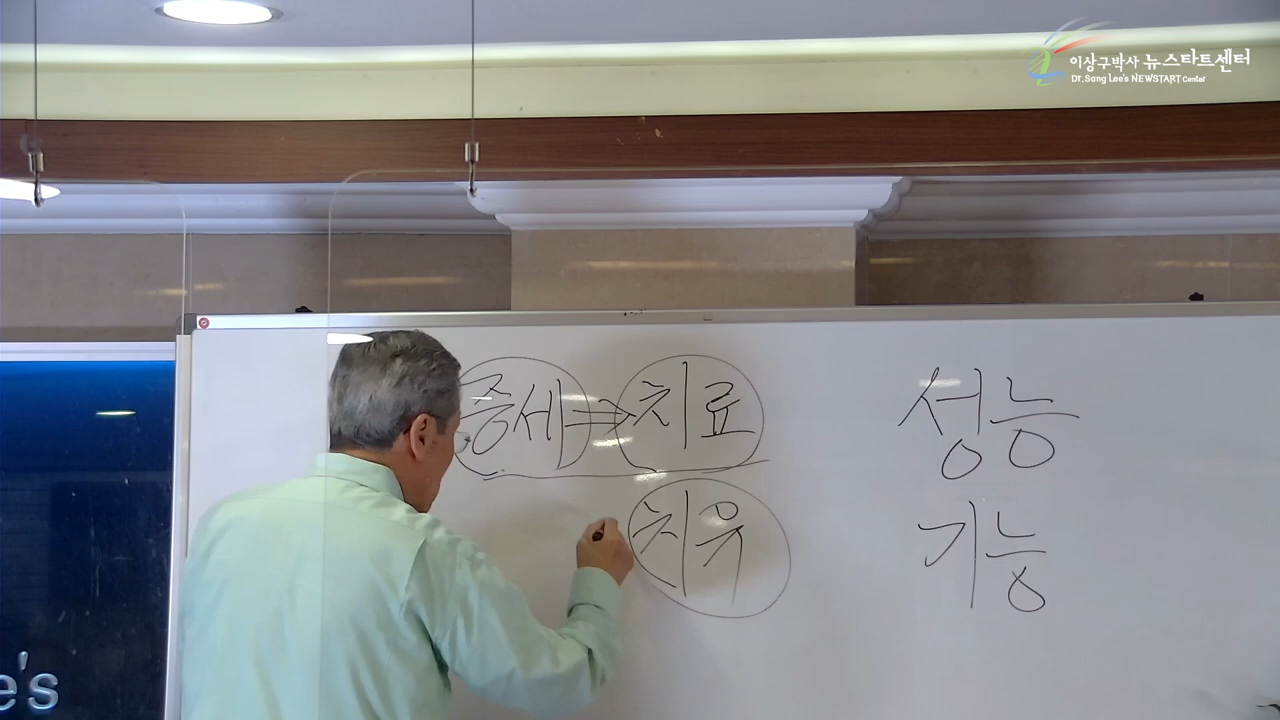 이상구박사 뉴스타트센터
Dr. Sang Lee's NEWSTART Center
증세 ⇒ 치료
치유
성능
기능
e's